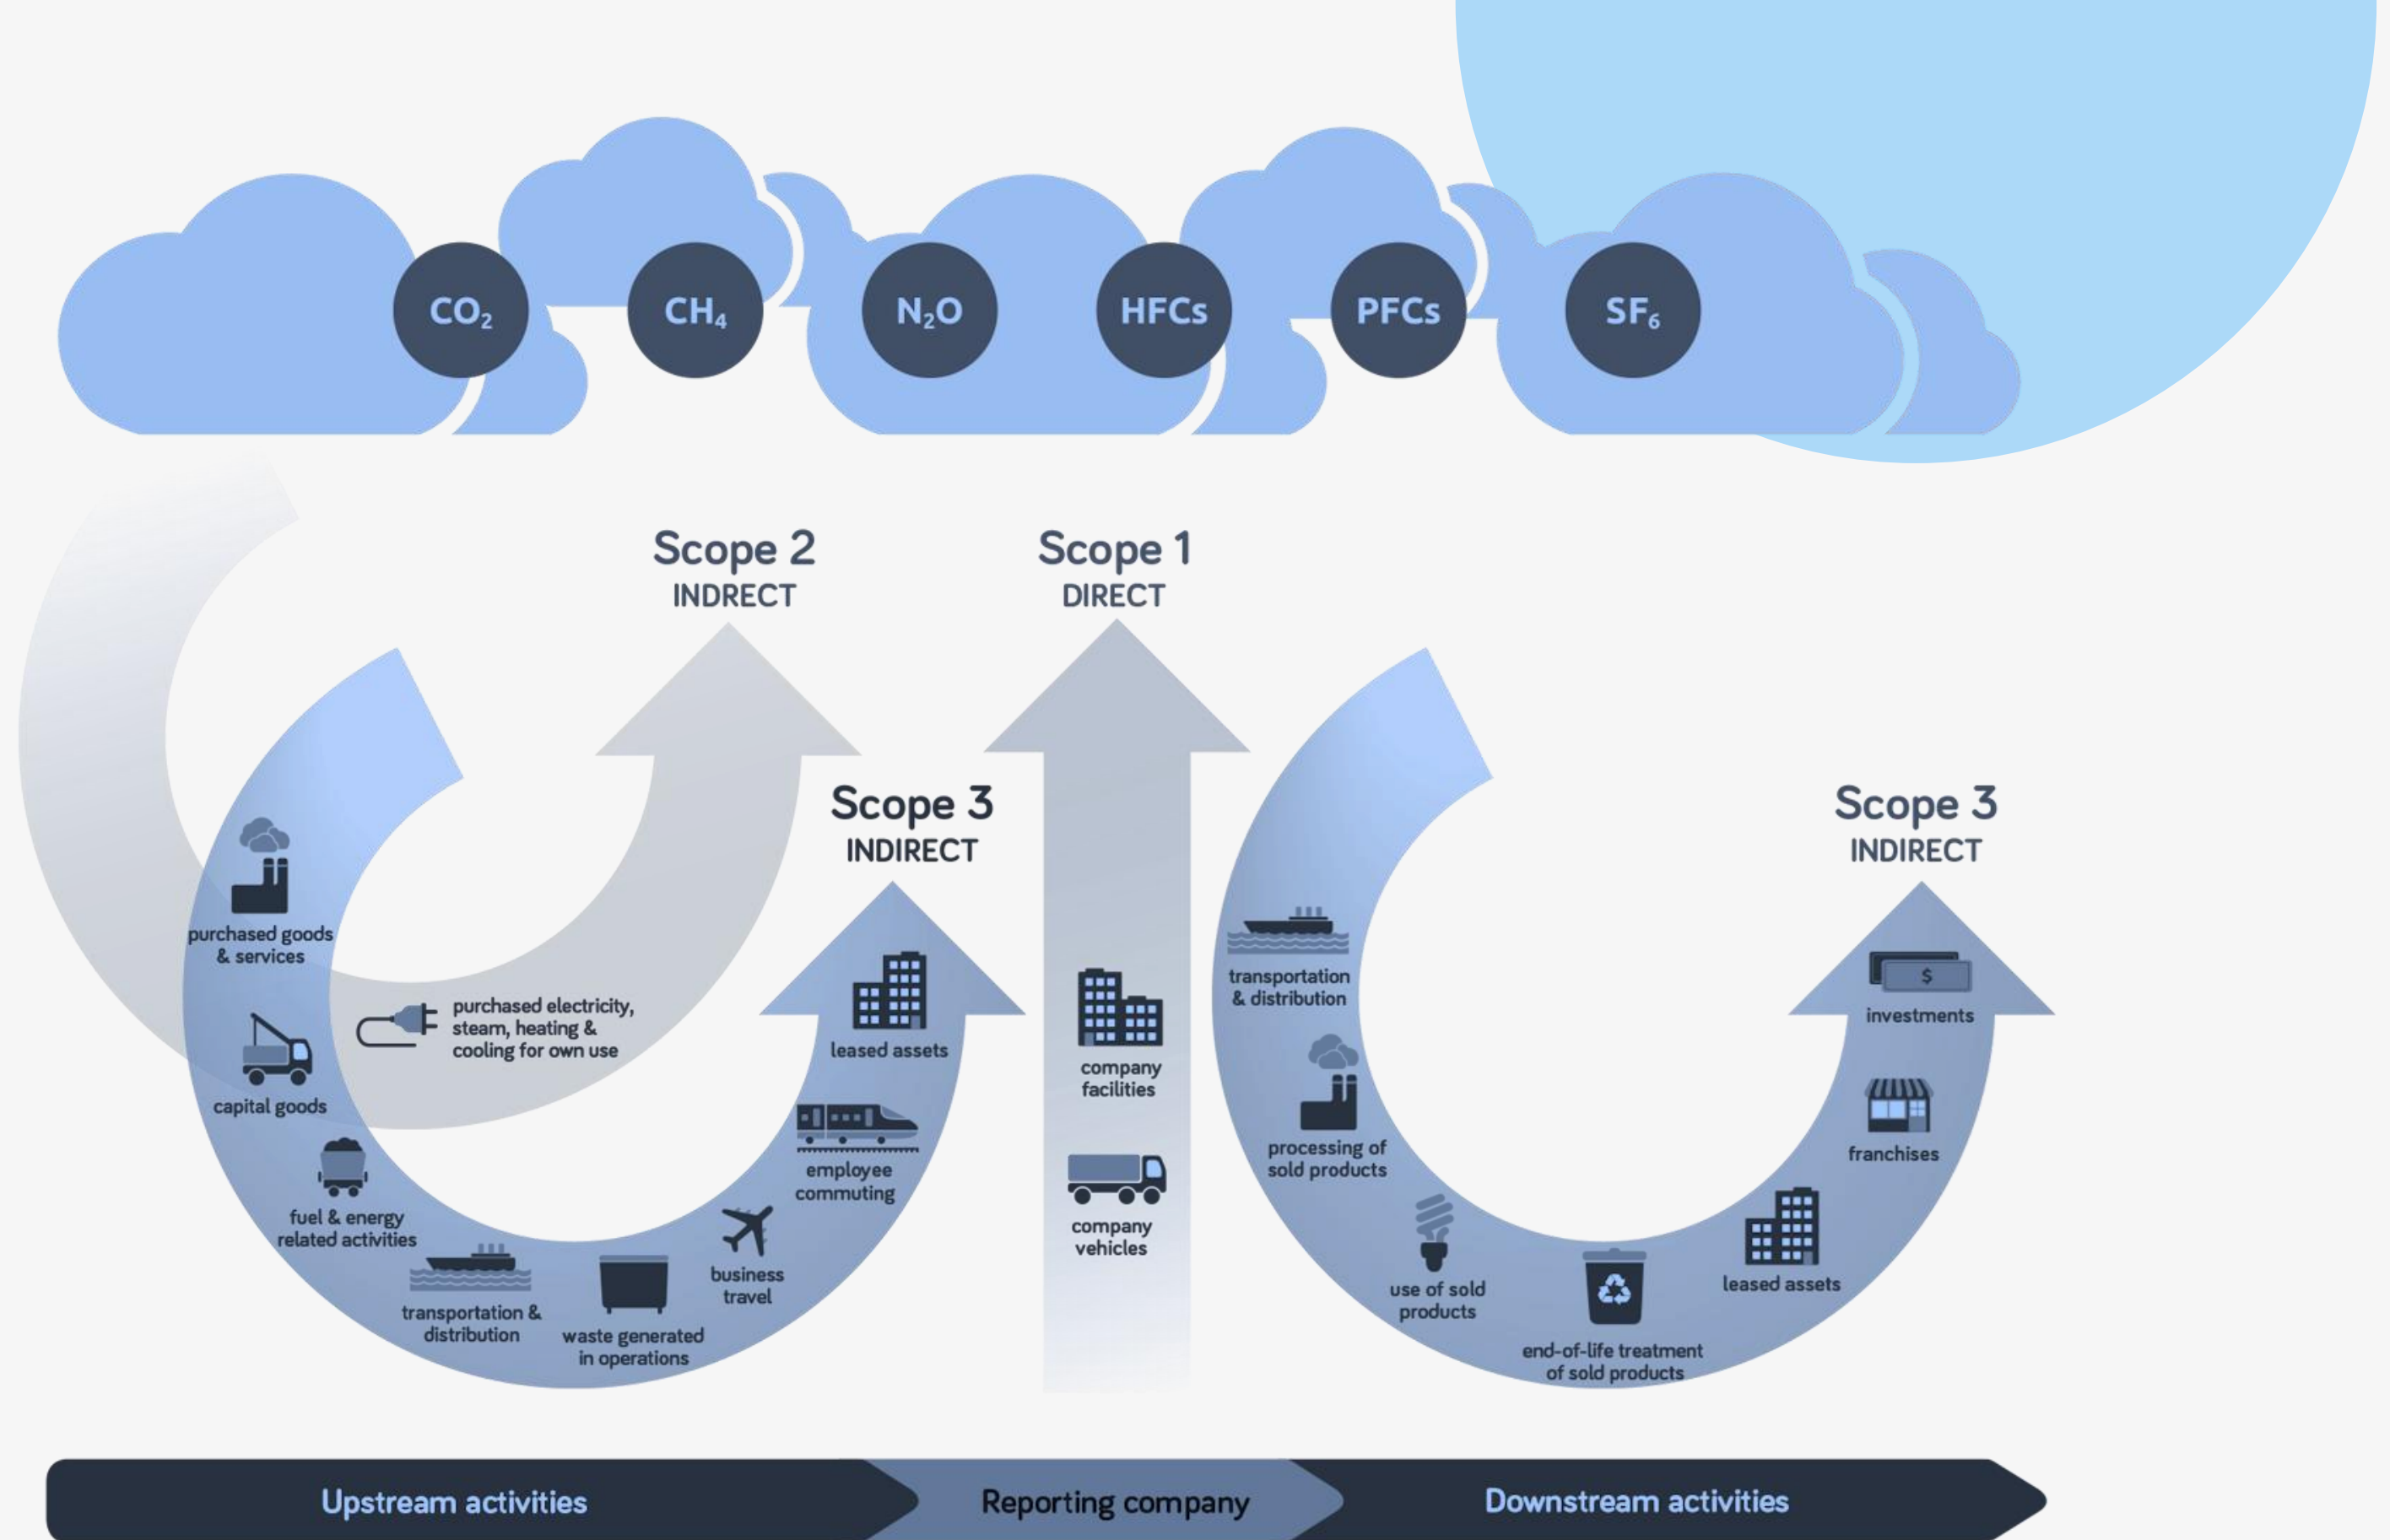 CO₂
CH₄
N₂O
HFCs
PFCs
SF₆
Scope 2
INDRECT
Scope 1
DIRECT
Scope 3
INDIRECT
Scope 3
INDIRECT
purchased goods
& services
capital goods
fuel & energy
related activities
transportation &
distribution
waste generated
in operations
business
travel
employee
commuting
leased assets
purchased electricity,
steam, heating &
cooling for own use
company
facilities
company
vehicles
transportation
& distribution
processing of
sold products
use of sold
products
end-of-life treatment
of sold products
leased assets
franchises
$
investments
Upstream activities
Reporting company
Downstream activities